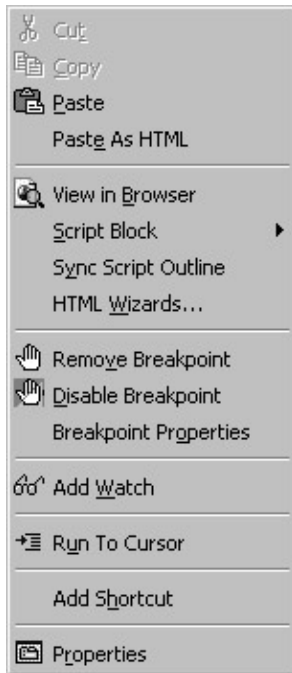 Cut
Copy
Paste
Paste As HTML
View in Browser
Script Block
Sync Script Outline
HTML Wizards...
Remove Breakpoint
Disable Breakpoint
Breakpoint Properties
Add Watch
Run To Cursor
Add Shortcut
Properties